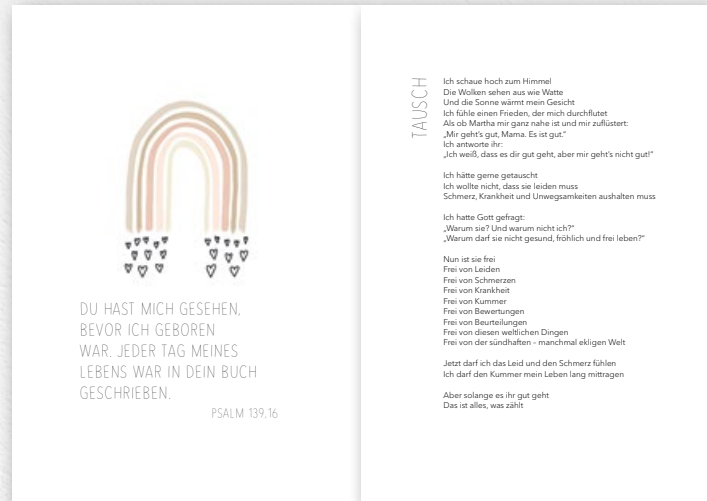 DU HAST MICH GESEHEN,
BEVOR ICH GEBOREN
WAR. JEDER TAG MEINES
LEBENS WAR IN DEIN BUCH
GESCHRIEBEN.
PSALM 139,16
TAUSCH
Ich schaue hoch zum Himmel
Die Wolken sehen aus wie Watte
Und die Sonne wärmt mein Gesicht
Ich fühle einen Frieden, der mich durchflutet
Als ob Martha mir ganz nahe ist und mir zuflüstert:
„Mir geht's gut, Mama. Es ist gut.“
Ich antworte ihr:
„Ich weiß, dass es dir gut geht, aber mir geht's nicht gut!“
Ich hätte gerne getauscht
Ich wollte nicht, dass sie leiden muss
Schmerz, Krankheit und Unwegsamkeiten aushalten muss
Ich hatte Gott gefragt:
„Warum sie? Und warum nicht ich?“
„Warum darf sie nicht gesund, fröhlich und frei leben?“
Nun ist sie frei
Frei von Leiden
Frei von Schmerzen
Frei von Krankheit
Frei von Kummer
Frei von Bewertungen
Frei von Beurteilungen
Frei von diesen weltlichen Dingen
Frei von der sündhaften – manchmal ekligen Welt
Jetzt darf ich das Leid und den Schmerz fühlen
Ich darf den Kummer mein Leben lang mittragen
Aber solange es ihr gut geht
Das ist alles, was zählt